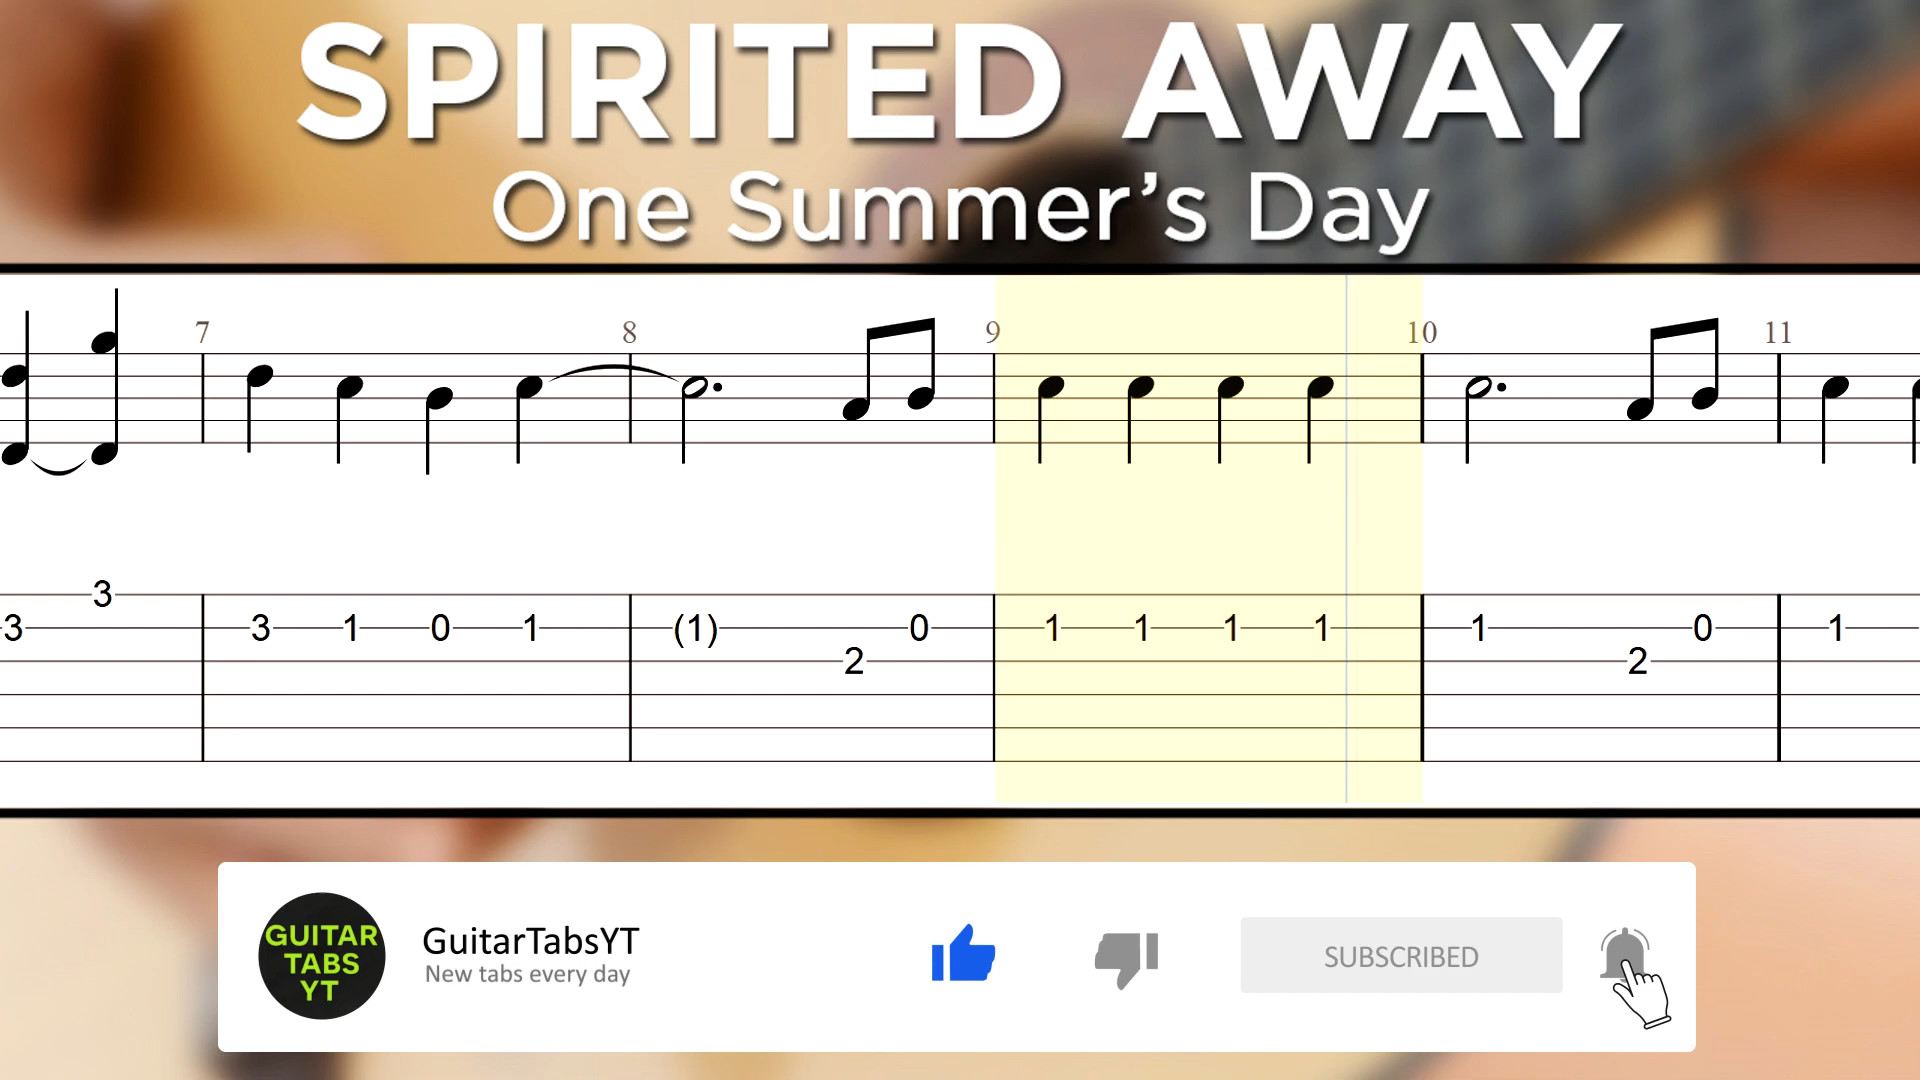 SPIRITED AWAY
One Summer's Day
7 8 9 10 11
3
3 3 1 0 1 (1) 0 1 1 1 1 1 0 1
2 2
GUITAR
TABS
YT
GuitarTabsYT
New tabs every day
SUBSCRIBED